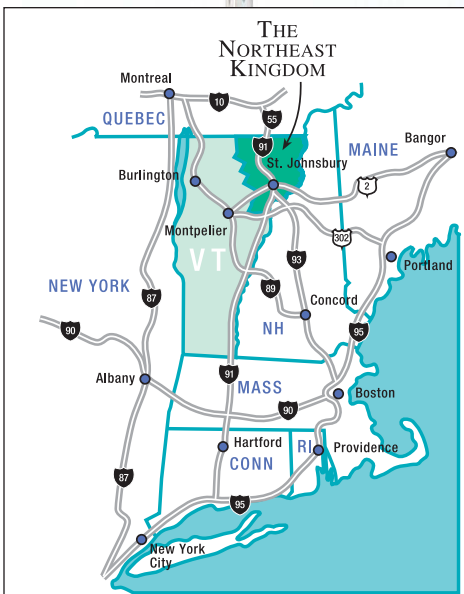 THE
NORTHEAST
KINGDOM
Montreal
10
QUEBEC
55
91
MAINE
Bangor
St. Johnsbury
Burlington
2
Montpelier
302
VT
93
Portland
NEW YORK
89
87
Concord
90
NH
95
91
Albany
MASS
Boston
90
Hartford
RI
Providence
CONN
87
95
New York
City